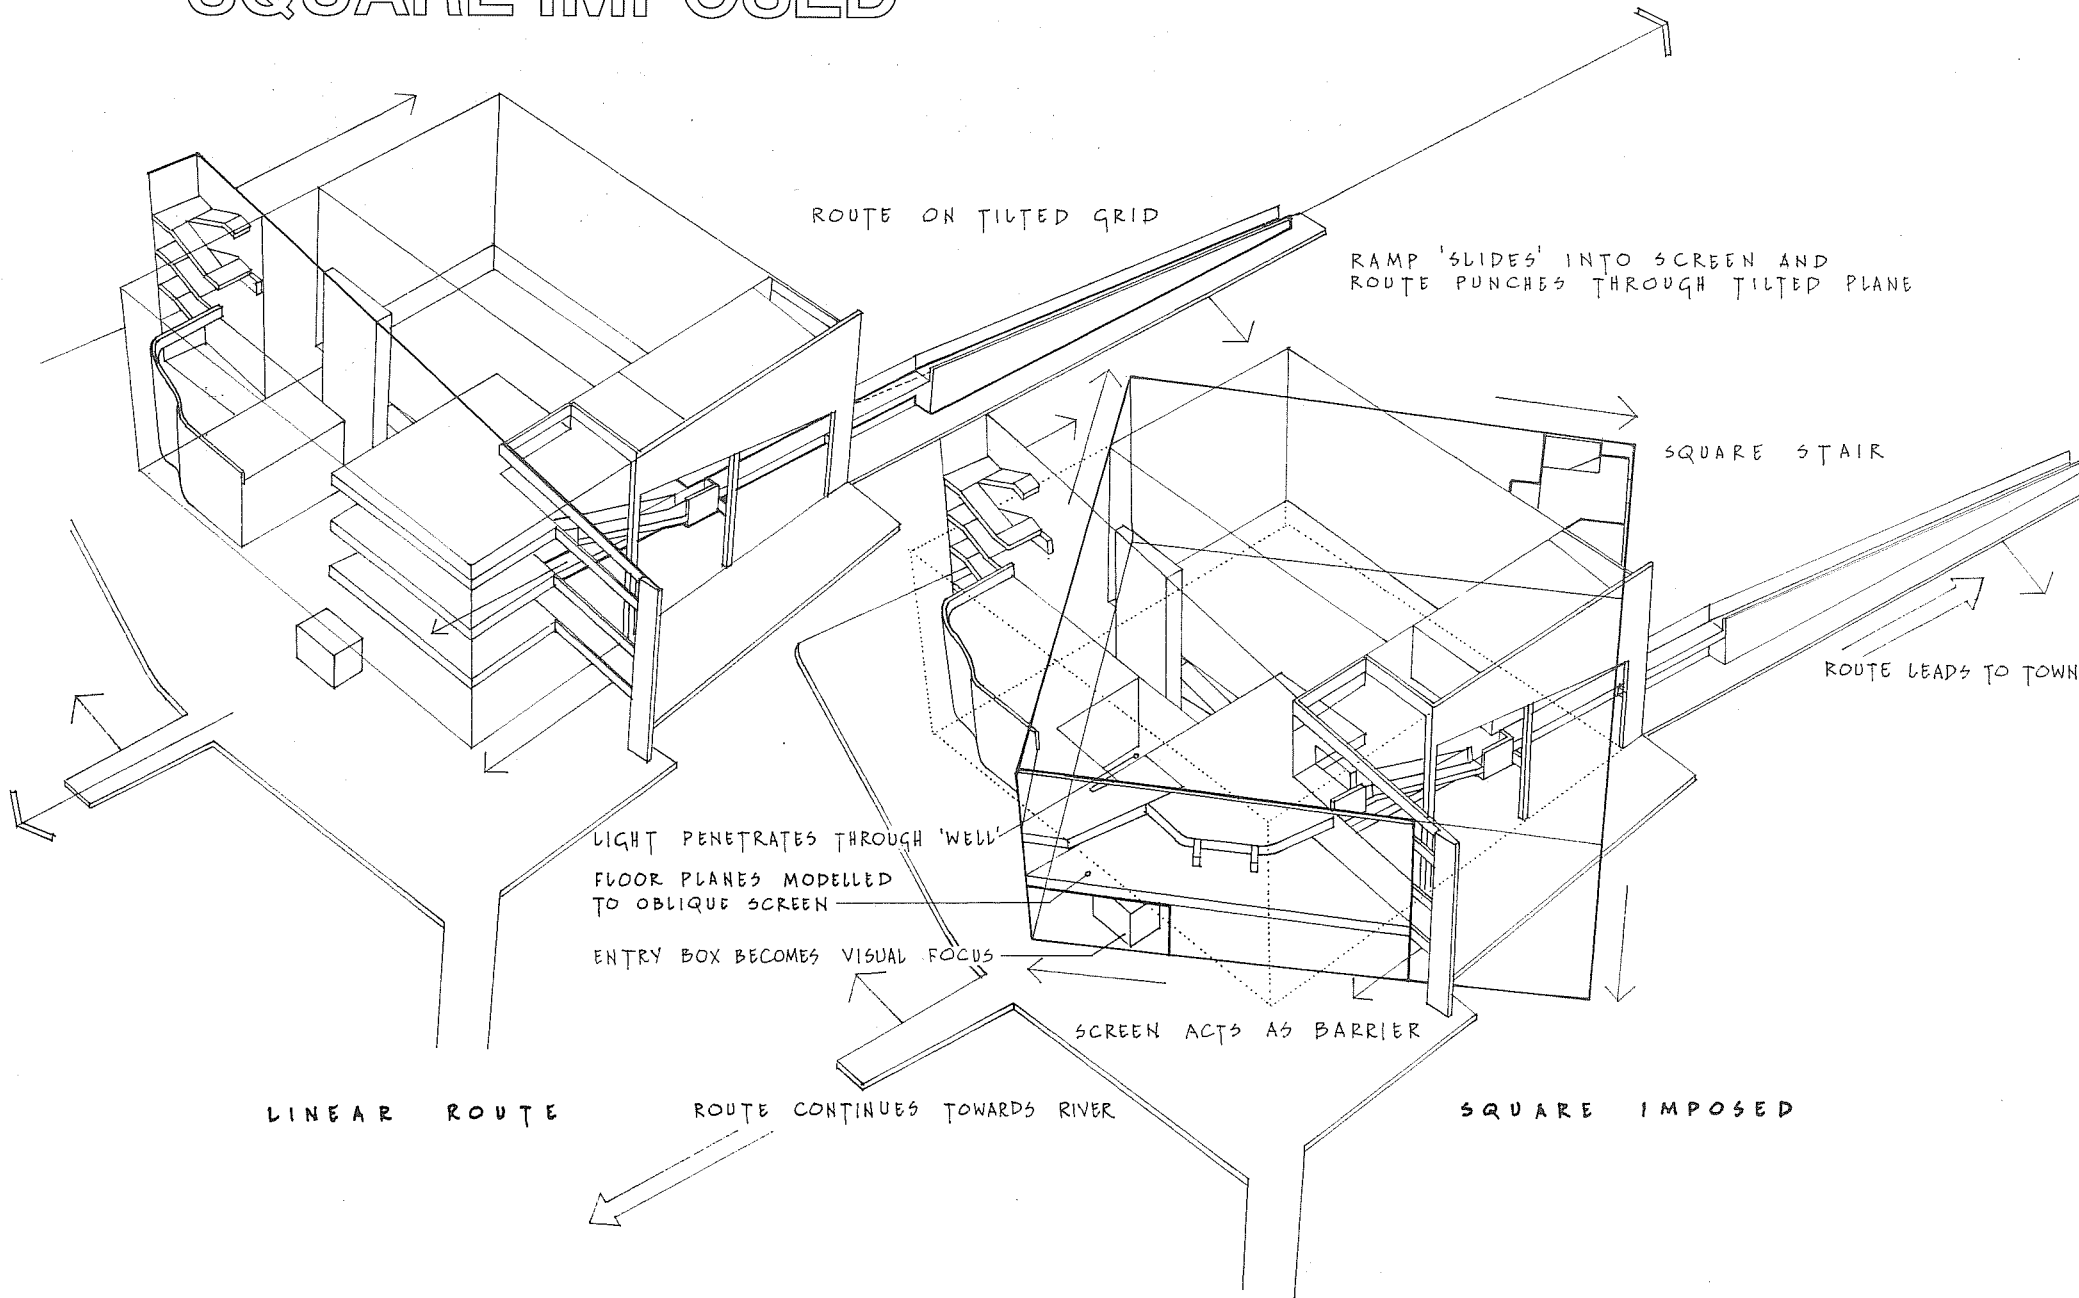 SQUARE IMPOSED
ROUTE ON TILTED GRID
RAMP 'SLIDES' INTO SCREEN AND
ROUTE PUNCHES THROUGH TILTED PLANE
SQUARE STAIR
ROUTE LEADS TO TOWN
LIGHT PENETRATES THROUGH 'WELL'
FLOOR PLANES MODELLED
TO OBLIQUE SCREEN
ENTRY BOX BECOMES VISUAL FOCUS
SCREEN ACTS AS BARRIER
LINEAR ROUTE
ROUTE CONTINUES TOWARDS RIVER
SQUARE IMPOSED